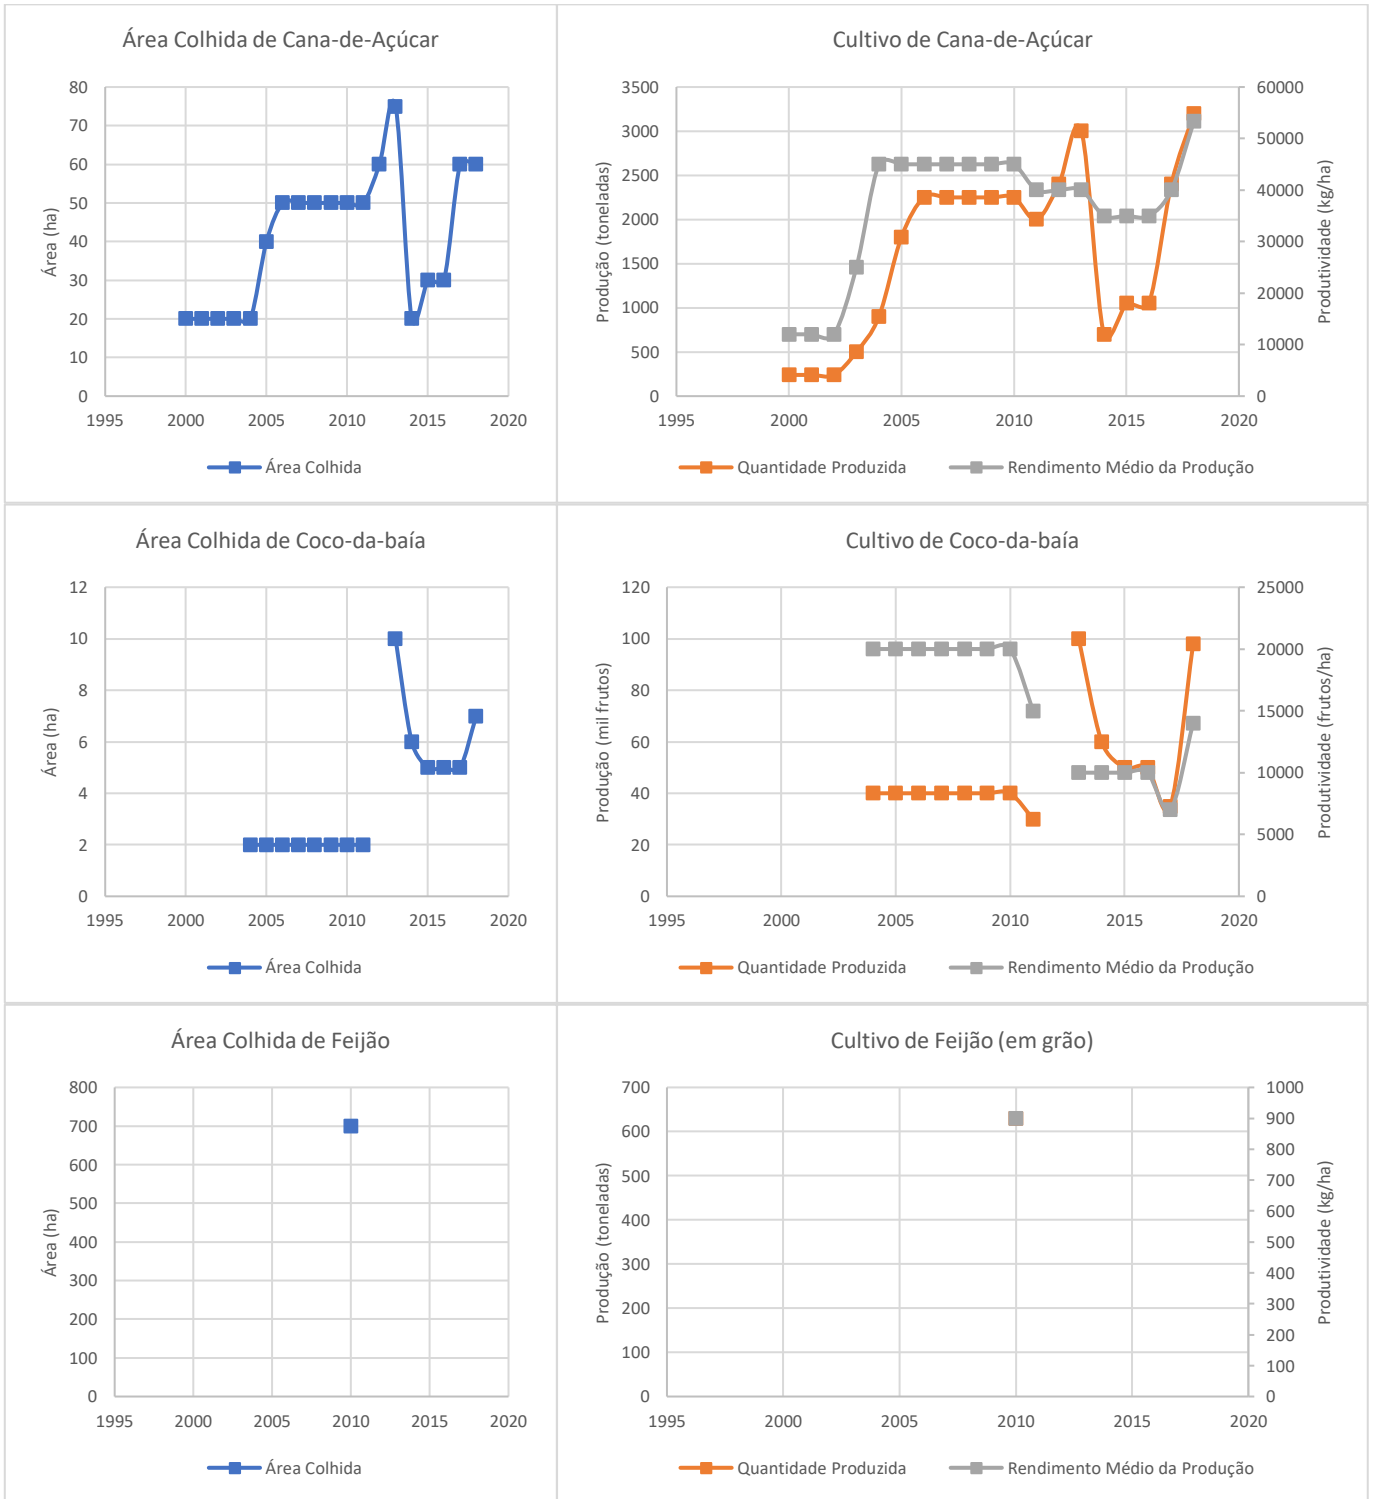 Área Colhida de Cana-de-Açúcar
80
70
60
50
40
30
20
10
0
Área (ha)
1995 2000 2005 2010 2015 2020
Área Colhida
Cultivo de Cana-de-Açúcar
3500
3000
2500
2000
1500
1000
500
0
Produção (toneladas)
60000
50000
40000
30000
20000
10000
0
Produtividade (kg/ha)
1995 2000 2005 2010 2015 2020
Quantidade Produzida Rendimento Médio da Produção
Área Colhida de Coco-da-baía
12
10
8
6
4
2
0
Área (ha)
1995 2000 2005 2010 2015 2020
Área Colhida
Cultivo de Coco-da-baía
120
100
80
60
40
20
0
Produção (mil frutos)
25000
20000
15000
10000
5000
0
Produtividade (frutos/ha)
1995 2000 2005 2010 2015 2020
Quantidade Produzida Rendimento Médio da Produção
Área Colhida de Feijão
800
700
600
500
400
300
200
100
0
Área (ha)
1995 2000 2005 2010 2015 2020
Área Colhida
Cultivo de Feijão (em grão)
700
600
500
400
300
200
100
0
Produção (toneladas)
1000
900
800
700
600
500
400
300
200
100
0
Produtividade (kg/ha)
1995 2000 2005 2010 2015 2020
Quantidade Produzida Rendimento Médio da Produção